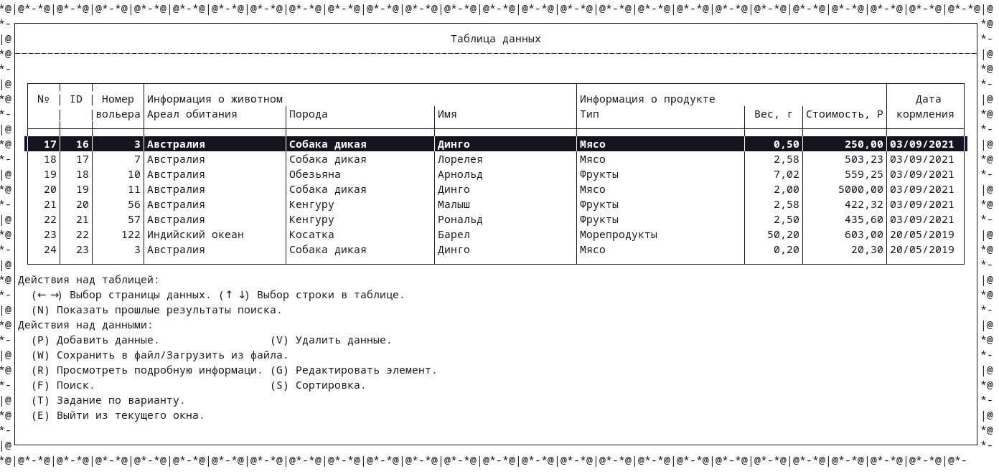 *@|@*-*@|@*-*@|@*-*@|@*-*@|@*-*@|@*-*@|@*-*@|@*-*@|@*-*@|@*-*@|@*-*@|@*-*@|@*-*@|@*-*@|@*-*@|@*-*@|@*-*@|@*-*@|@*-*@|@*-*@|@*-*@|@*-*@|@*-*@|@*-*@|@*-*@|@
Таблица данных
№ | ID | Номер Информация о животном Информация о продукте Дата
вольера Ареал обитания Порода Имя Тип Вес, г Стоимость, Р кормления
17 16 3 Австралия Собака дикая Динго Мясо 0,50 250,00 03/09/2021
18 17 7 Австралия Собака дикая Лорелея Мясо 2,58 503,23 03/09/2021
19 18 10 Австралия Обезьяна Арнольд Фрукты 7,02 559,25 03/09/2021
20 19 11 Австралия Собака дикая Динго Мясо 2,00 5000,00 03/09/2021
21 20 56 Австралия Кенгуру Малыш Фрукты 2,58 422,32 03/09/2021
22 21 57 Австралия Кенгуру Рональд Фрукты 2,50 435,60 03/09/2021
23 22 122 Индийский океан Косатка Барел Морепродукты 50,20 603,00 20/05/2019
24 23 3 Австралия Собака дикая Динго Мясо 0,20 20,30 20/05/2019
Действия над таблицей:
(← →) Выбор страницы данных. (↑ ↓) Выбор строки в таблице.
(N) Показать прошлые результаты поиска.
Действия над данными:
(P) Добавить данные. (V) Удалить данные.
(W) Сохранить в файл/Загрузить из файла.
(R) Просмотреть подробную информаци. (G) Редактировать элемент.
(F) Поиск. (S) Сортировка.
(T) Задание по варианту.
(E) Выйти из текущего окна.
*@|@*-*@|@*-*@|@*-*@|@*-*@|@*-*@|@*-*@|@*-*@|@*-*@|@*-*@|@*-*@|@*-*@|@*-*@|@*-*@|@*-*@|@*-*@|@*-*@|@*-*@|@*-*@|@*-*@|@*-*@|@*-*@|@*-*@|@*-*@|@*-*@|@*-